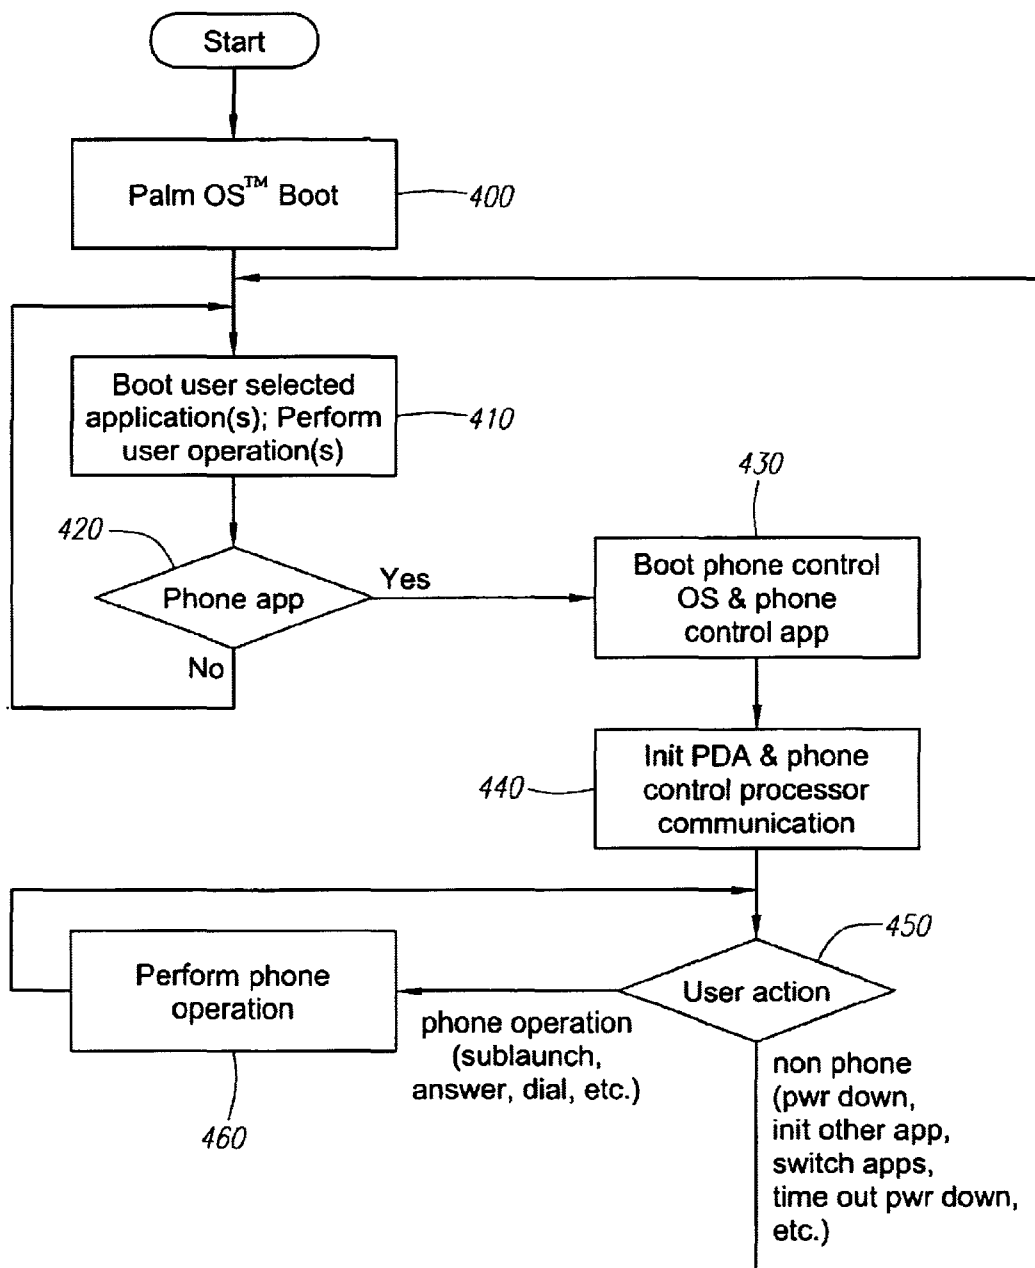 Start
Palm OS™ Boot
400
Boot user selected
application(s); Perform
user operation(s)
410
420
Phone app
Yes
No
430
Boot phone control
OS & phone
control app
Init PDA & phone
control processor
communication
440
450
User action
Perform phone
operation
460
phone operation
(sublaunch,
answer, dial, etc.)
non phone
(pwr down,
init other app,
switch apps,
time out pwr down,
etc.)